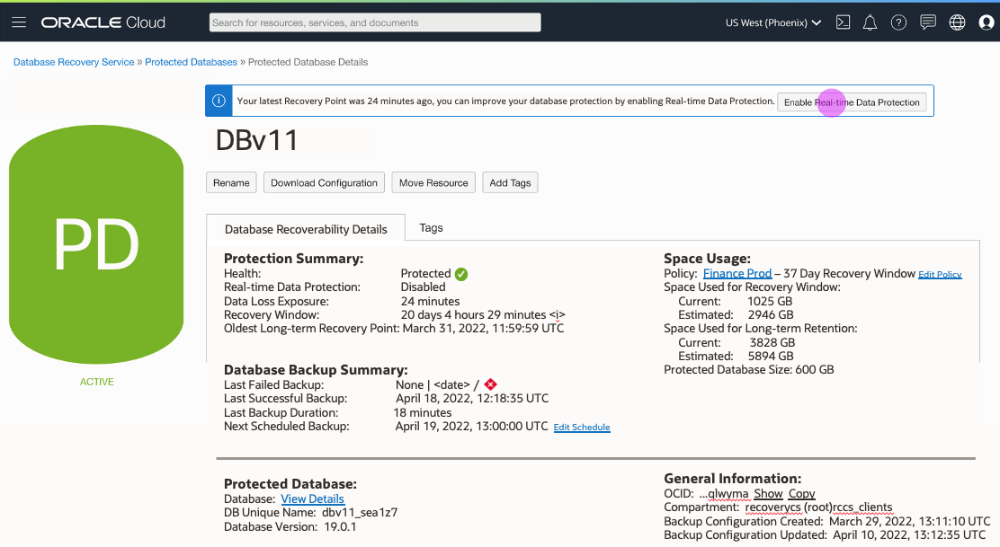 ORACLE Cloud
Search for resources, services, and documents
US West (Phoenix)
Database Recovery Service » Protected Databases » Protected Database Details
Your latest Recovery Point was 24 minutes ago, you can improve your database protection by enabling Real-time Data Protection.
Enable Real-time Data Protection
DBv11
Rename
Download Configuration
Move Resource
Add Tags
PD
ACTIVE
Database Recoverability Details
Tags
Protection Summary:
Health: Protected
Real-time Data Protection: Disabled
Data Loss Exposure: 24 minutes
Recovery Window: 20 days 4 hours 29 minutes <i>
Oldest Long-term Recovery Point: March 31, 2022, 11:59:59 UTC
Database Backup Summary:
Last Failed Backup: None | <date> /
Last Successful Backup: April 18, 2022, 12:18:35 UTC
Last Backup Duration: 18 minutes
Next Scheduled Backup: April 19, 2022, 13:00:00 UTC Edit Schedule
Space Usage:
Policy: Finance Prod – 37 Day Recovery Window Edit Policy
Space Used for Recovery Window:
Current: 1025 GB
Estimated: 2946 GB
Space Used for Long-term Retention:
Current: 3828 GB
Estimated: 5894 GB
Protected Database Size: 600 GB
Protected Database:
Database: View Details
DB Unique Name: dbv11_sea1z7
Database Version: 19.0.1
General Information:
OCID: ...qlwyma Show Copy
Compartment: recoverycs (root)rccs_clients
Backup Configuration Created: March 29, 2022, 13:11:10 UTC
Backup Configuration Updated: April 10, 2022, 13:12:35 UTC